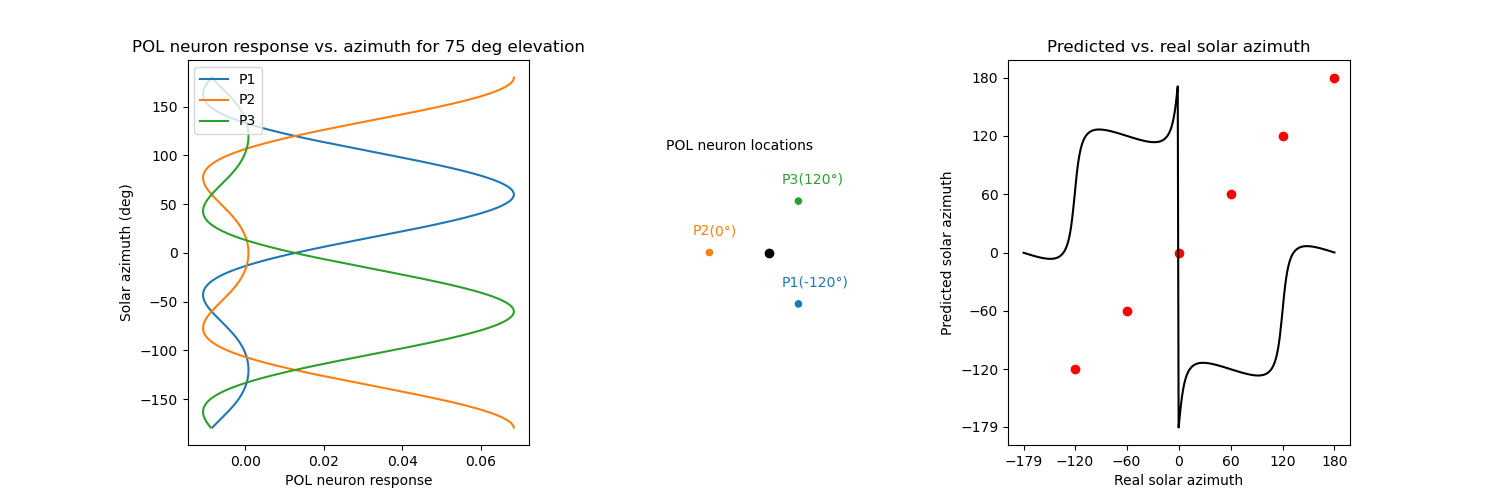 POL neuron response vs. azimuth for 75 deg elevation
P1
P2
P3
150
100
50
0
−50
−100
−150
Solar azimuth (deg)
0.00
0.02
0.04
0.06
POL neuron response
POL neuron locations
P3(120°)
P2(0°)
P1(-120°)
Predicted vs. real solar azimuth
180
120
60
0
−60
−120
−179
Predicted solar azimuth
−179
−120
−60
0
60
120
180
Real solar azimuth